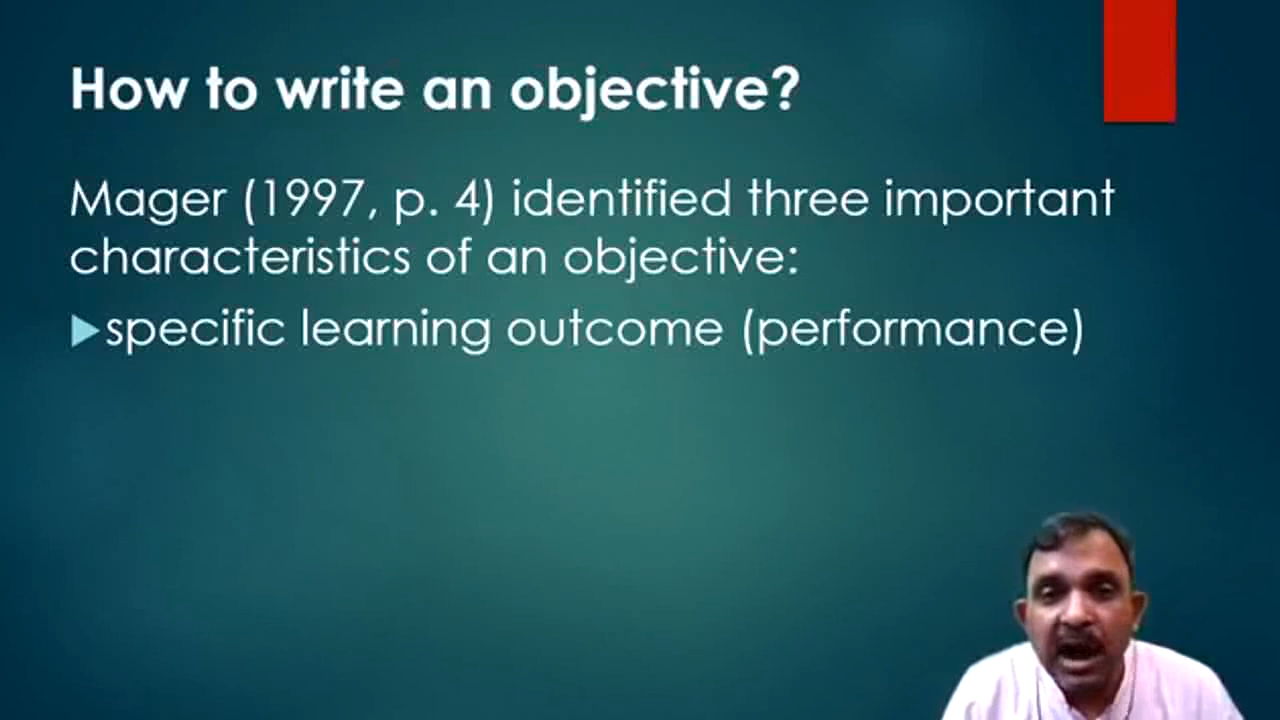 How to write an objective?
Mager (1997, p. 4) identified three important
characteristics of an objective:
specific learning outcome (performance)